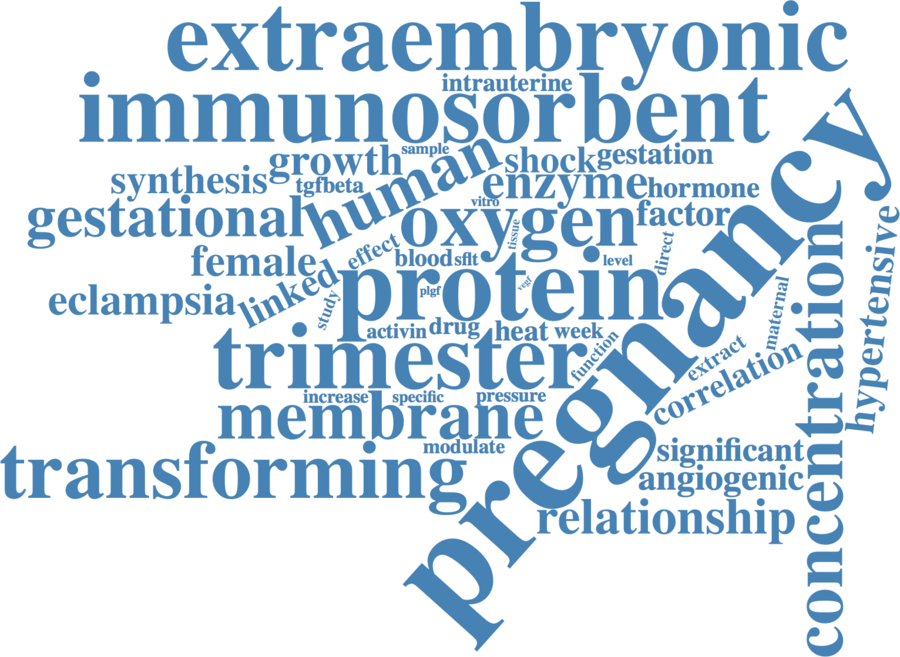 extraembryonic
intrauterine
immunosorbent
sample
growth
human
shock
gestation
synthesis
tgfbeta
enzyme
hormone
vitro
gestational
oxygen
tissue
factor
pregnancy
female
effect
blood
sflt
level
direct
hypertensive
eclampsia
linked
study
protein
plgf
vegf
maternal
concentration
activin
drug
heat
week
function
trimester
extract
correlation
increase
specific
pressure
membrane
modulate
significant
transforming
angiogenic
relationship